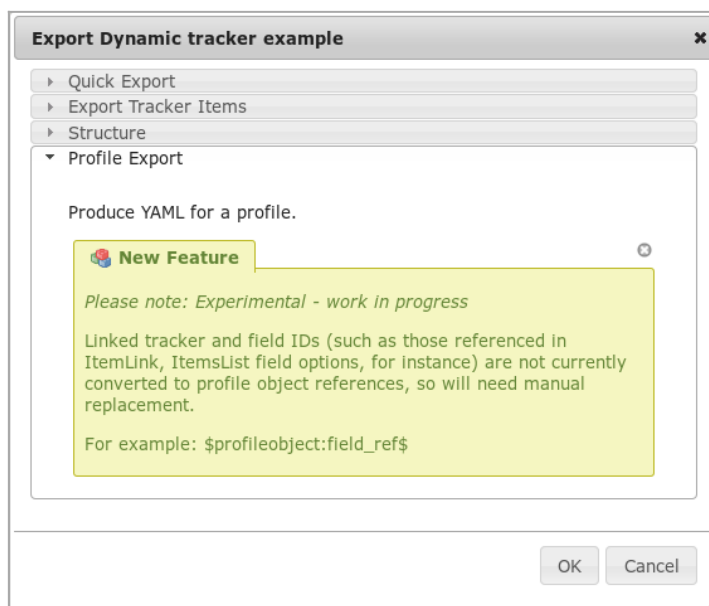 Export Dynamic tracker example
Quick Export
Export Tracker Items
Structure
Profile Export
Produce YAML for a profile.
New Feature
Please note: Experimental - work in progress
Linked tracker and field IDs (such as those referenced in
ItemLink, ItemsList field options, for instance) are not currently
converted to profile object references, so will need manual
replacement.
For example: $profileobject:field_ref$
OK
Cancel